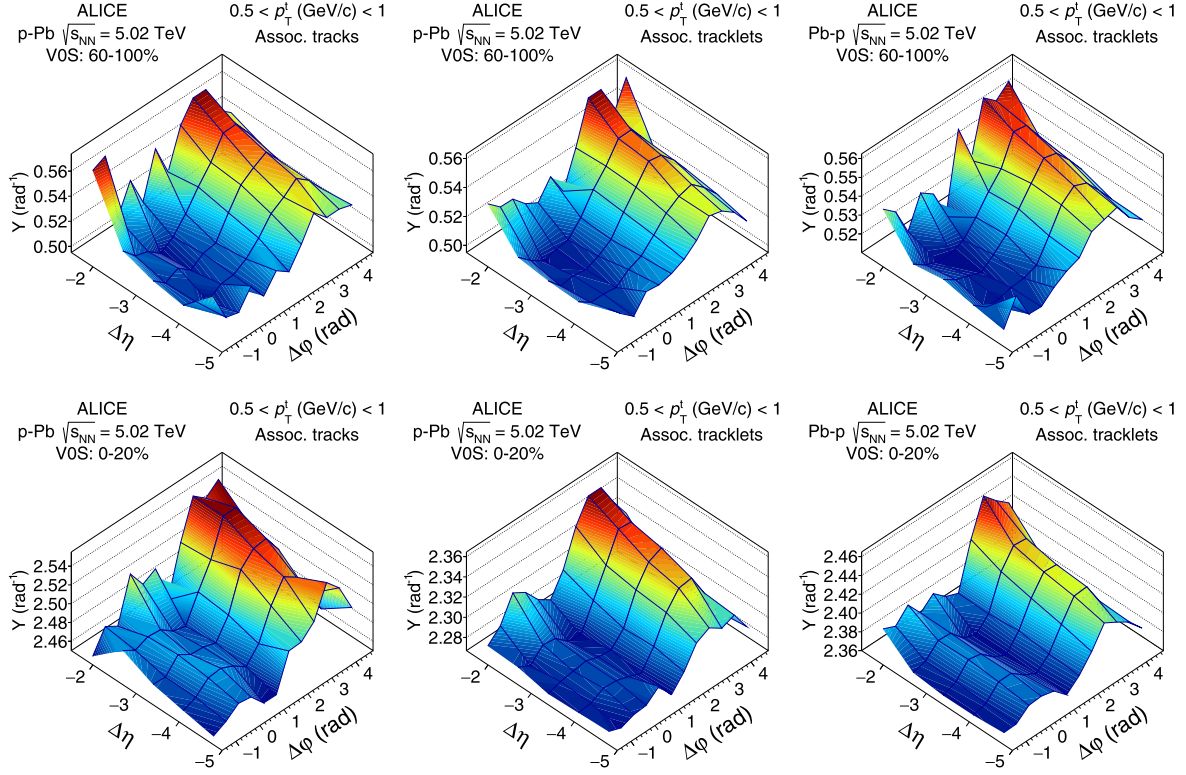 ALICE
p-Pb √sNN = 5.02 TeV
V0S: 60-100%
0.5 < pTt (GeV/c) < 1
Assoc. tracks
Y (rad-1)
0.56
0.54
0.52
0.50
−2
−3
−4
−5
Δη
−1 0 1 2 3 4
Δφ (rad)
ALICE
p-Pb √sNN = 5.02 TeV
V0S: 60-100%
0.5 < pTt (GeV/c) < 1
Assoc. tracklets
Y (rad-1)
0.56
0.54
0.52
0.50
−2
−3
−4
−5
Δη
−1 0 1 2 3 4
Δφ (rad)
ALICE
Pb-p √sNN = 5.02 TeV
V0S: 60-100%
0.5 < pTt (GeV/c) < 1
Assoc. tracklets
Y (rad-1)
0.56
0.55
0.54
0.53
0.52
−2
−3
−4
−5
Δη
−1 0 1 2 3 4
Δφ (rad)
ALICE
p-Pb √sNN = 5.02 TeV
V0S: 0-20%
0.5 < pTt (GeV/c) < 1
Assoc. tracks
Y (rad-1)
2.54
2.52
2.50
2.48
2.46
−2
−3
−4
−5
Δη
−1 0 1 2 3 4
Δφ (rad)
ALICE
p-Pb √sNN = 5.02 TeV
V0S: 0-20%
0.5 < pTt (GeV/c) < 1
Assoc. tracklets
Y (rad-1)
2.36
2.34
2.32
2.30
2.28
−2
−3
−4
−5
Δη
−1 0 1 2 3 4
Δφ (rad)
ALICE
Pb-p √sNN = 5.02 TeV
V0S: 0-20%
0.5 < pTt (GeV/c) < 1
Assoc. tracklets
Y (rad-1)
2.46
2.44
2.42
2.40
2.38
2.36
−2
−3
−4
−5
Δη
−1 0 1 2 3 4
Δφ (rad)